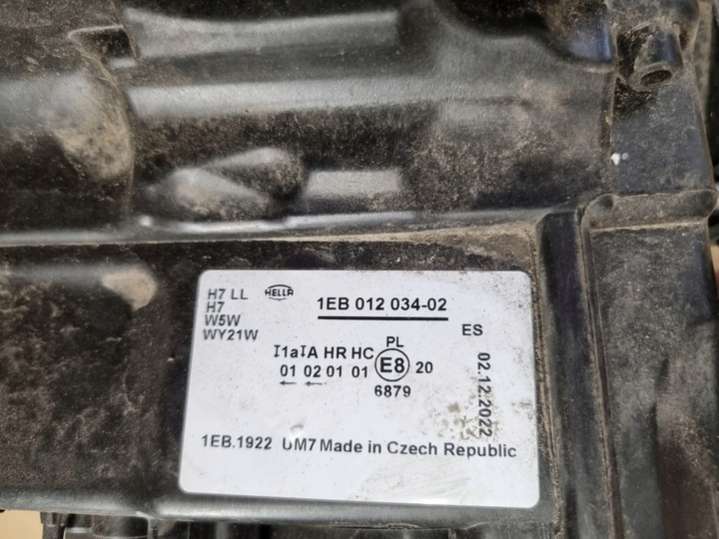 H7 LL
H7
W5W
WY21W
HELLA
1EB 012 034-02
ES
I1aIA HR HC
PL
01 02 01 01
E8
20
6879
02.12.2022
1EB.1922 UM7 Made in Czech Republic